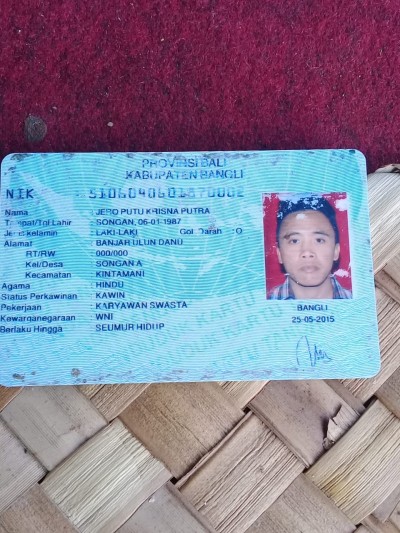 PROVINSI BALI
KABUPATEN BANGLI
NIK 5106040601870002
Nama : JERO PUTU KRISNA PUTRA
Tempat/Tgl Lahir : SONGAN, 06-01-1987
Jenis kelamin : LAKI-LAKI Gol. Darah : O
Alamat : BANJAR ULUN DANU
RT/RW : 000/000
Kel/Desa : SONGAN A
Kecamatan : KINTAMANI
Agama : HINDU
Status Perkawinan : KAWIN
Pekerjaan : KARYAWAN SWASTA
Kewarganegaraan : WNI
Berlaku Hingga : SEUMUR HIDUP
BANGLI
25-05-2015